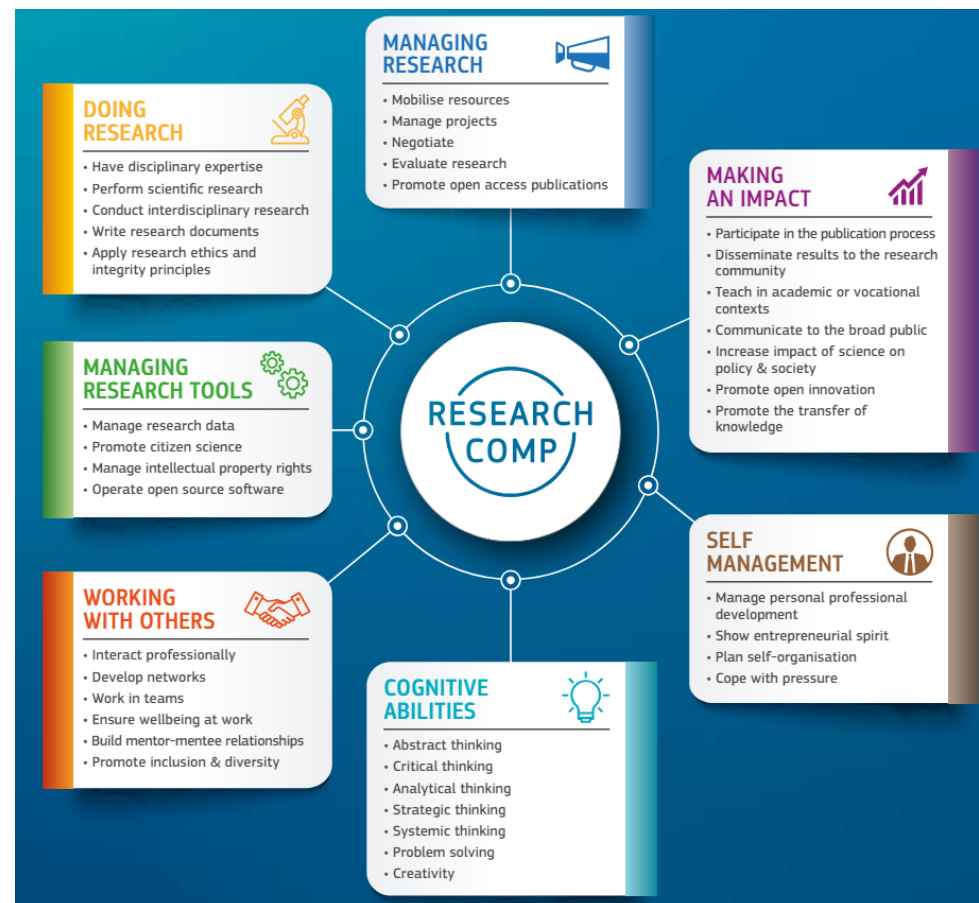 MANAGING
RESEARCH
• Mobilise resources
• Manage projects
• Negotiate
• Evaluate research
• Promote open access publications
DOING
RESEARCH
• Have disciplinary expertise
• Perform scientific research
• Conduct interdisciplinary research
• Write research documents
• Apply research ethics and
integrity principles
MAKING
AN IMPACT
• Participate in the publication process
• Disseminate results to the research
community
• Teach in academic or vocational
contexts
• Communicate to the broad public
• Increase impact of science on
policy & society
• Promote open innovation
• Promote the transfer of
knowledge
MANAGING
RESEARCH TOOLS
• Manage research data
• Promote citizen science
• Manage intellectual property rights
• Operate open source software
RESEARCH
COMP
SELF
MANAGEMENT
• Manage personal professional
development
• Show entrepreneurial spirit
• Plan self-organisation
• Cope with pressure
WORKING
WITH OTHERS
• Interact professionally
• Develop networks
• Work in teams
• Ensure wellbeing at work
• Build mentor-mentee relationships
• Promote inclusion & diversity
COGNITIVE
ABILITIES
• Abstract thinking
• Critical thinking
• Analytical thinking
• Strategic thinking
• Systemic thinking
• Problem solving
• Creativity